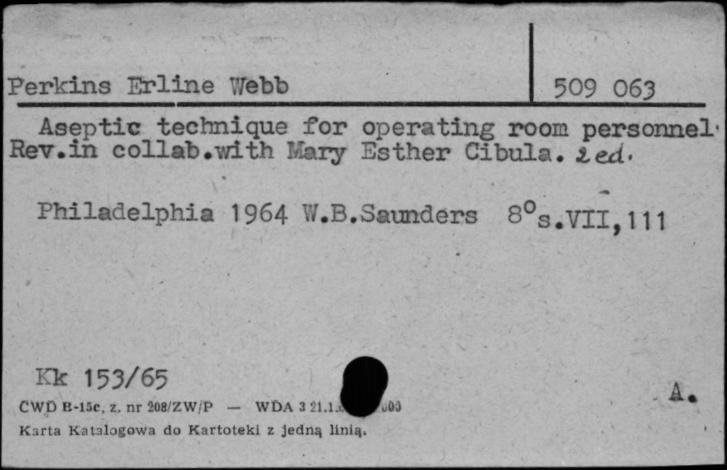 Perkins Erline Webb 509 063
Aseptic technique for operating room personnel.
Rev.in collab.with Mary Esther Cibula. 2 ed.
Philadelphia 1964 W.B.Saunders 8°s.VII,111
Kk 153/65
A.
CWD B-15c, z. nr 208/ZW/P — WDA 3 21.1.
Karta Katalogowa do Kartoteki z jedną linią.